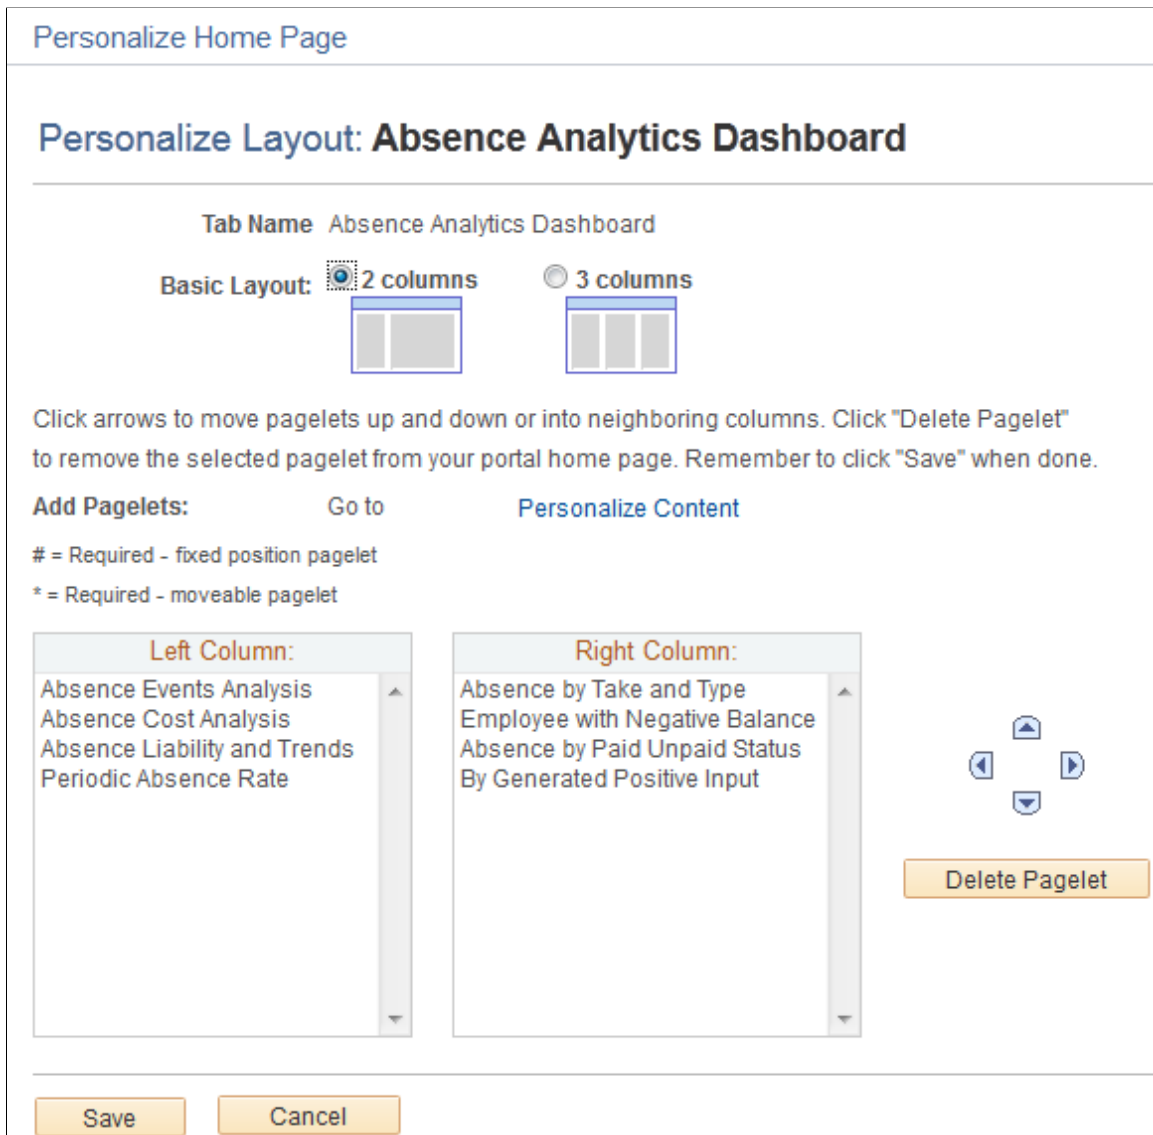 Personalize Home Page
Personalize Layout: Absence Analytics Dashboard
Tab Name Absence Analytics Dashboard
Basic Layout: 2 columns 3 columns
Click arrows to move pagelets up and down or into neighboring columns. Click "Delete Pagelet"
to remove the selected pagelet from your portal home page. Remember to click "Save" when done.
Add Pagelets: Go to Personalize Content
# = Required - fixed position pagelet
* = Required - moveable pagelet
Left Column:
Absence Events Analysis
Absence Cost Analysis
Absence Liability and Trends
Periodic Absence Rate
Right Column:
Absence by Take and Type
Employee with Negative Balance
Absence by Paid Unpaid Status
By Generated Positive Input
Delete Pagelet
Save Cancel